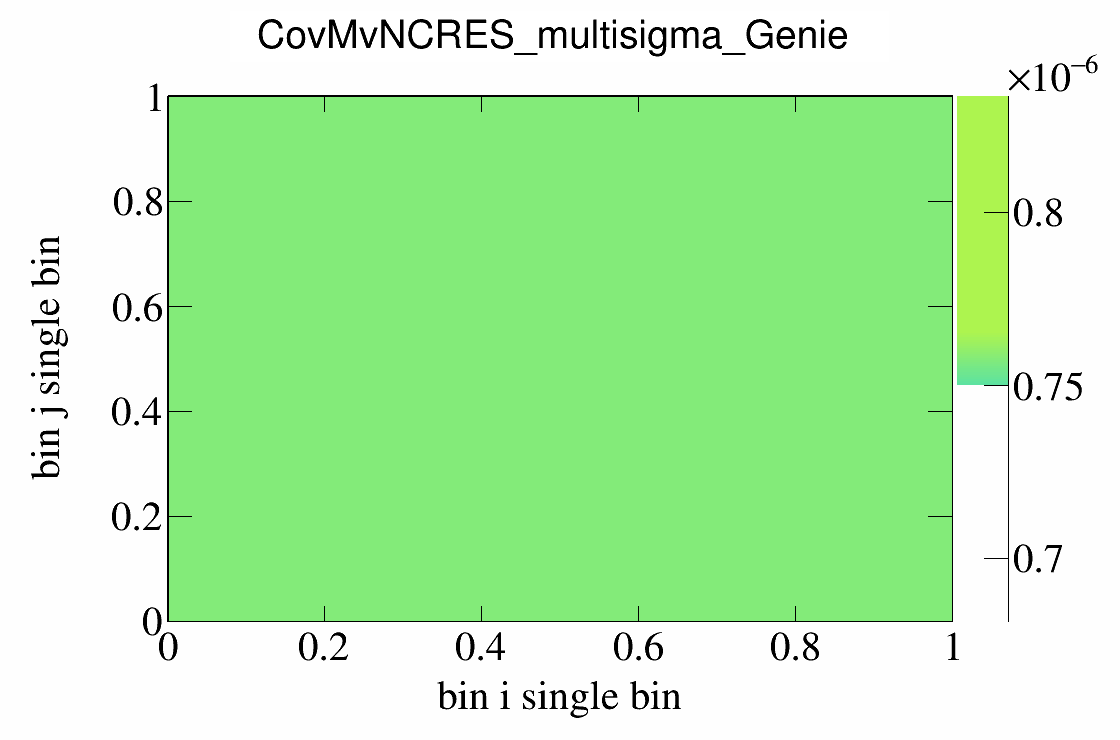 CovMvNCRES_multisigma_Genie
×10⁻⁶
1
0.8
0.6
0.4
0.2
0
bin j single bin
0 0.2 0.4 0.6 0.8 1
bin i single bin
0.8
0.75
0.7